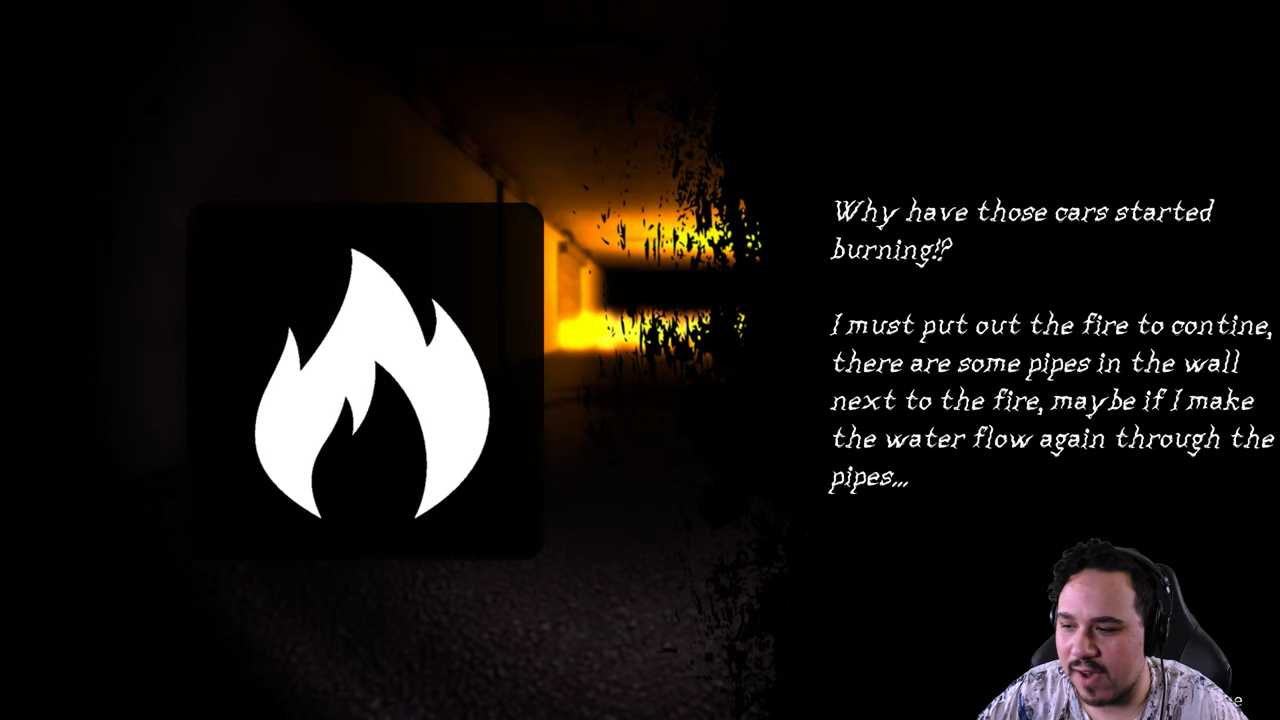 Why have those cars started
burning!?
I must put out the fire to contine,
there are some pipes in the wall
next to the fire, maybe if I make
the water flow again through the
pipes...